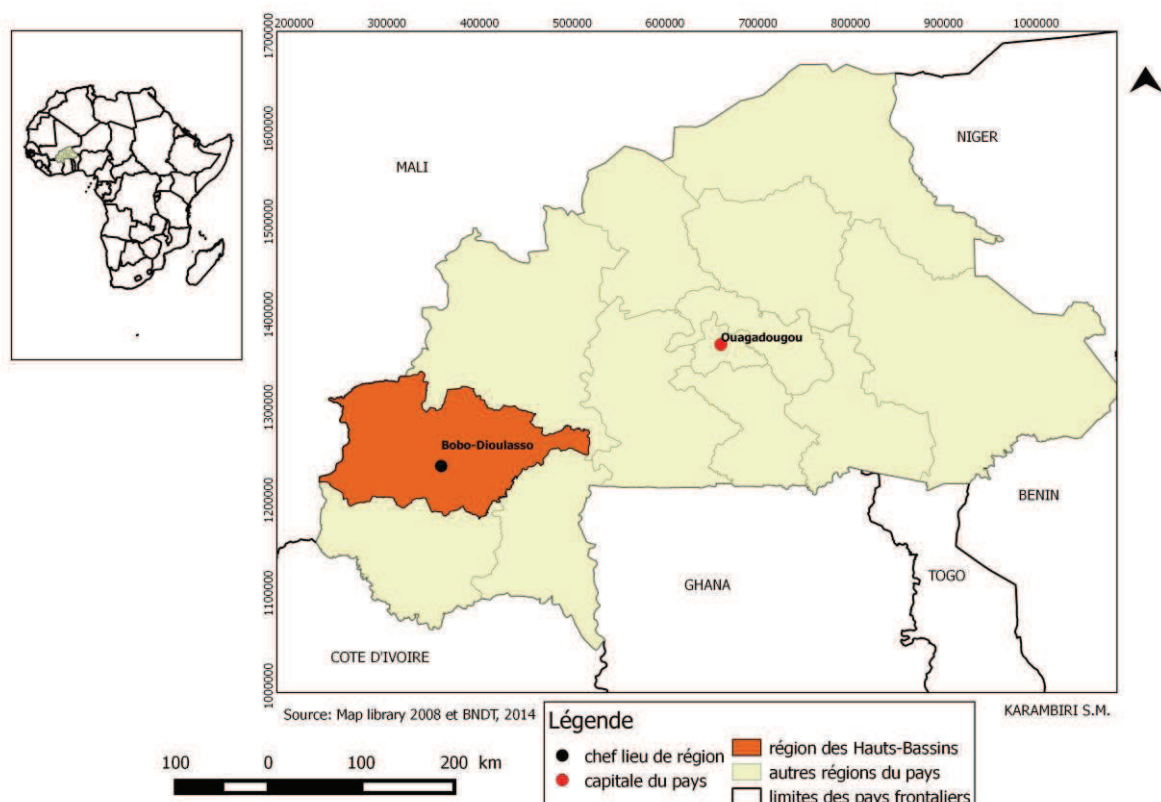 200000 300000 400000 500000 600000 700000 800000 900000 1000000
1700000
1600000
1500000
1400000
1300000
1200000
1100000
1000000
MALI
NIGER
Ouagadougou
Bobo-Dioulasso
BENIN
GHANA
TOGO
COTE D'IVOIRE
Source: Map library 2008 et BNDT, 2014
KARAMBIRI S.M.
Légende
chef lieu de région
capitale du pays
région des Hauts-Bassins
autres régions du pays
limites des pays frontaliers
100 0 100 200 km